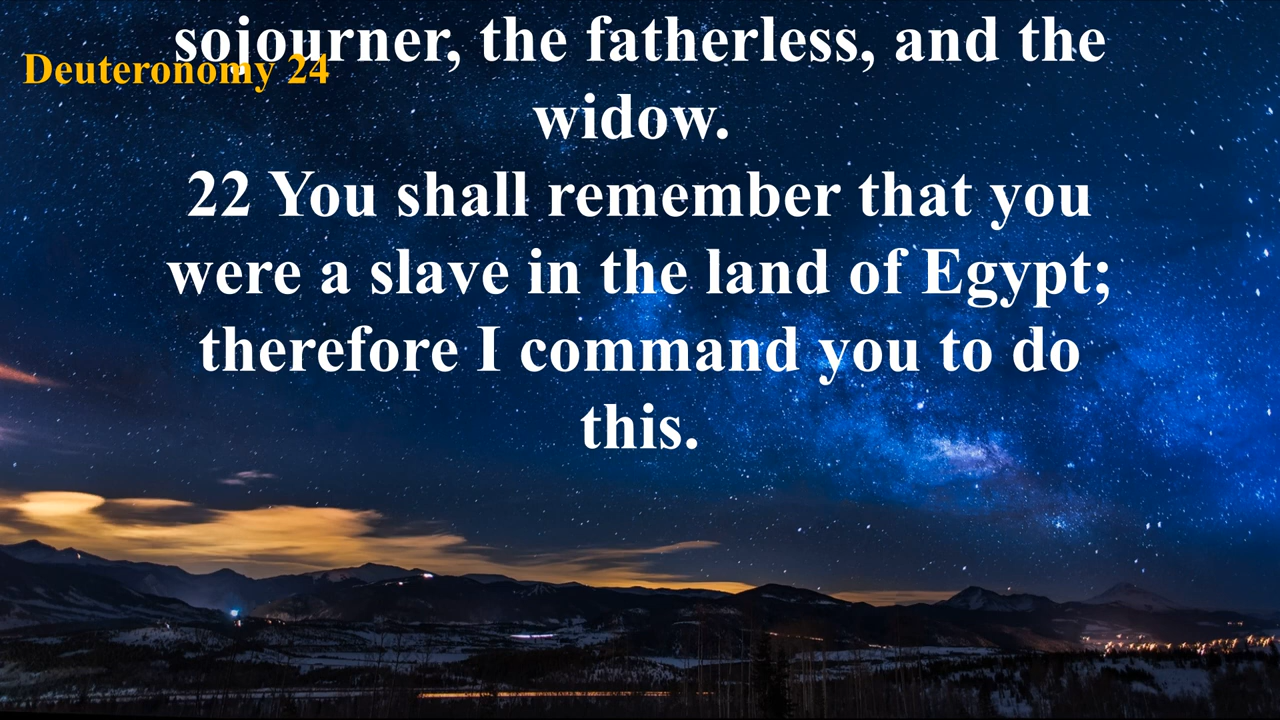 sojourner, the fatherless, and the
Deuteronomy 24
widow.
22 You shall remember that you
were a slave in the land of Egypt;
therefore I command you to do
this.